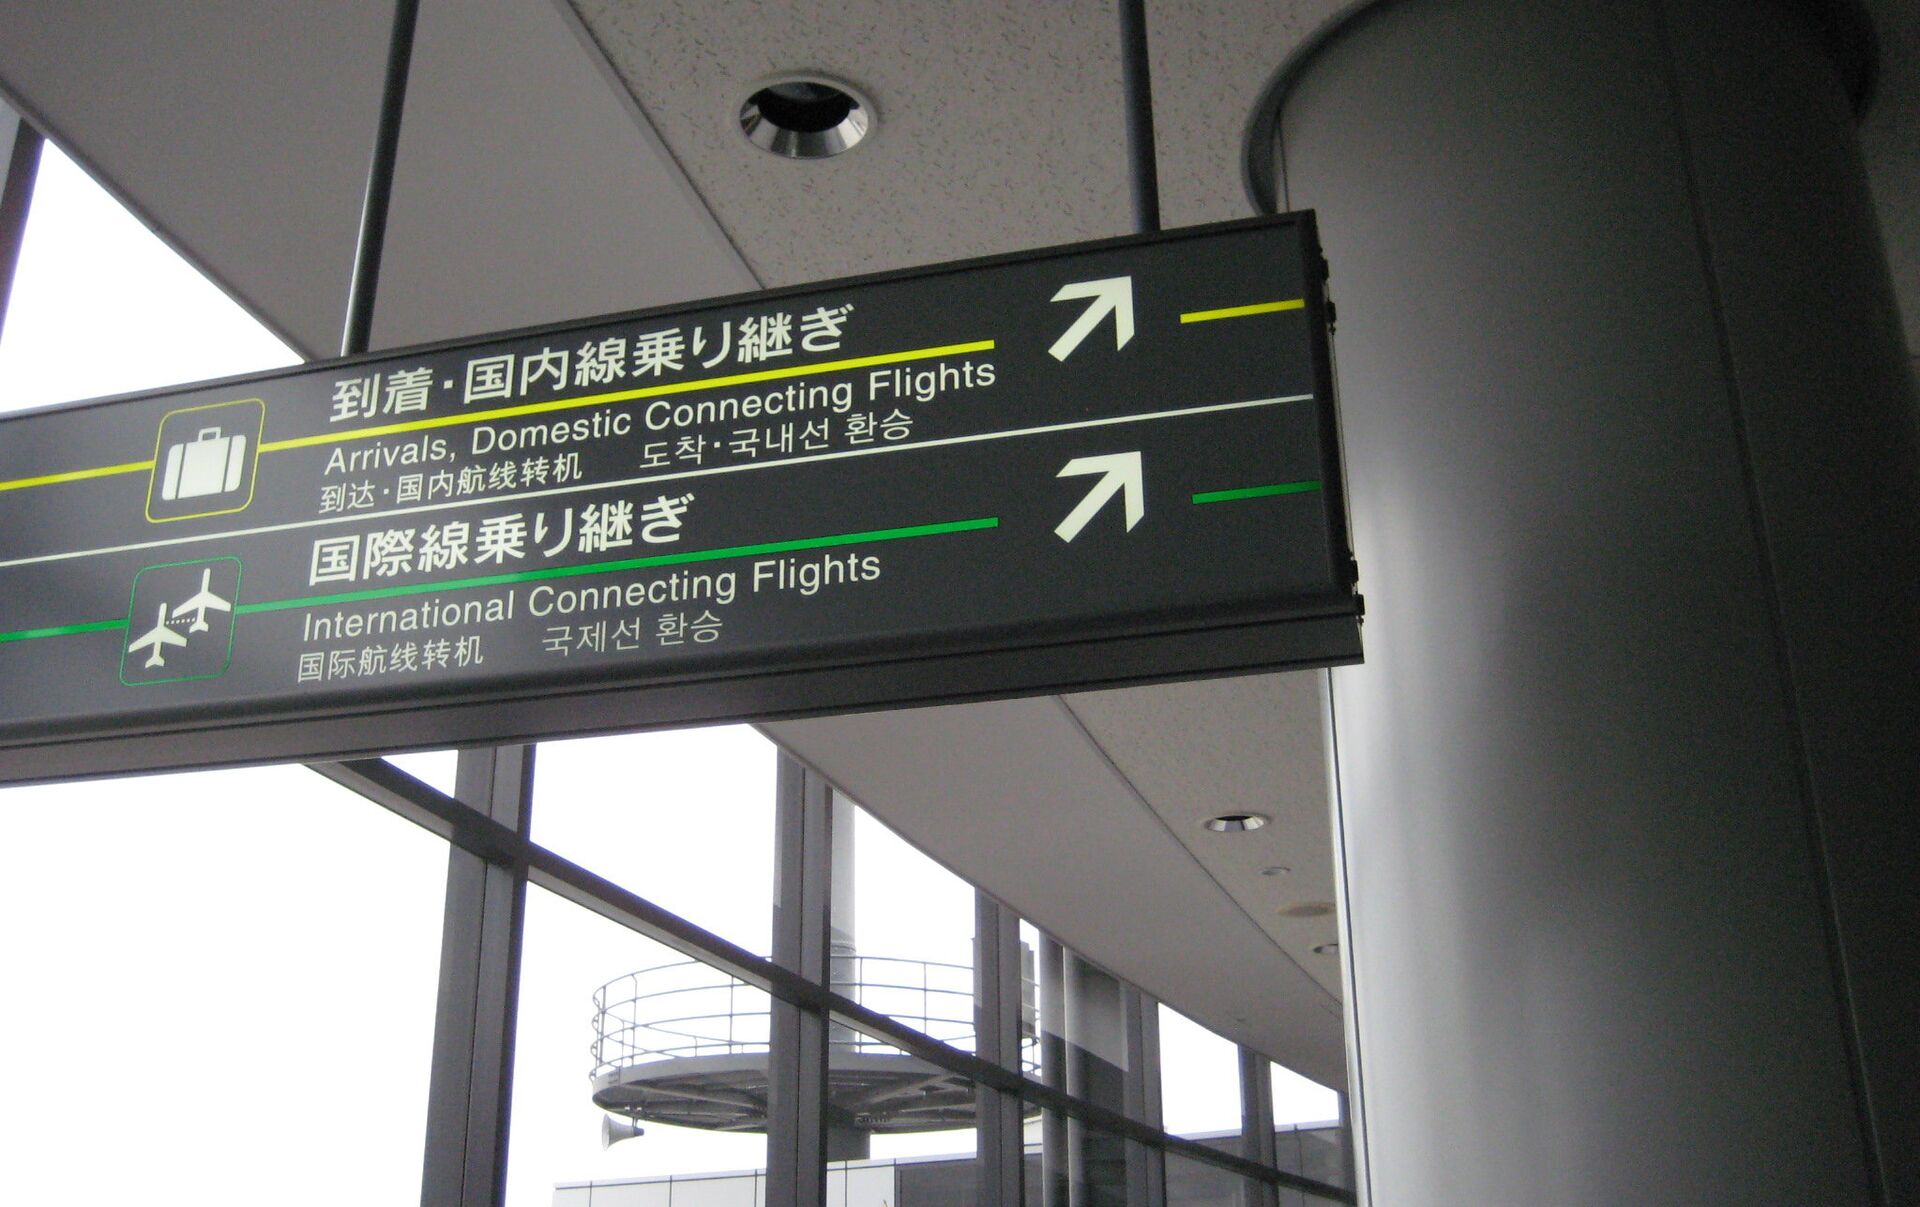 到着・国内線乗り継ぎ
Arrivals, Domestic Connecting Flights
到达・国内航线转机 도착・국내선 환승
国際線乗り継ぎ
International Connecting Flights
国际航线转机 국제선 환승